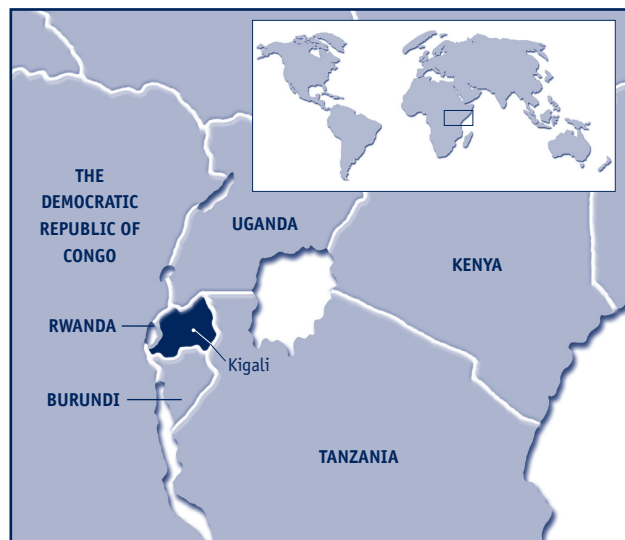 THE
DEMOCRATIC
REPUBLIC OF
CONGO
UGANDA
KENYA
RWANDA
Kigali
BURUNDI
TANZANIA